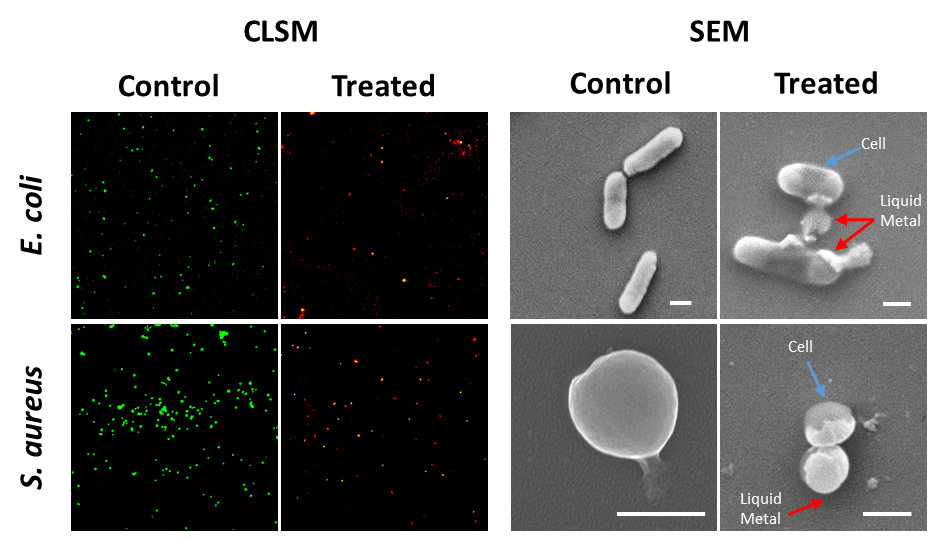 CLSM
SEM
Control
Treated
Control
Treated
E. coli
Cell
Liquid
Metal
S. aureus
Cell
Liquid
Metal